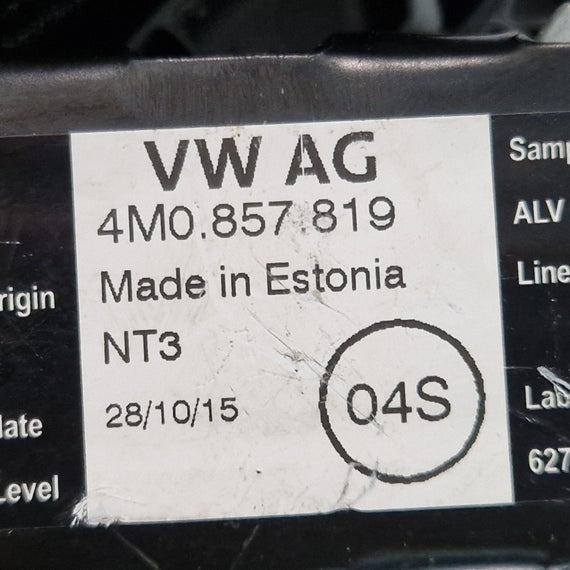 VW AG
4M0.857.819
Made in Estonia
NT3
28/10/15
04S
rigin
late
Level
Samp
ALV
Line
Lab
627